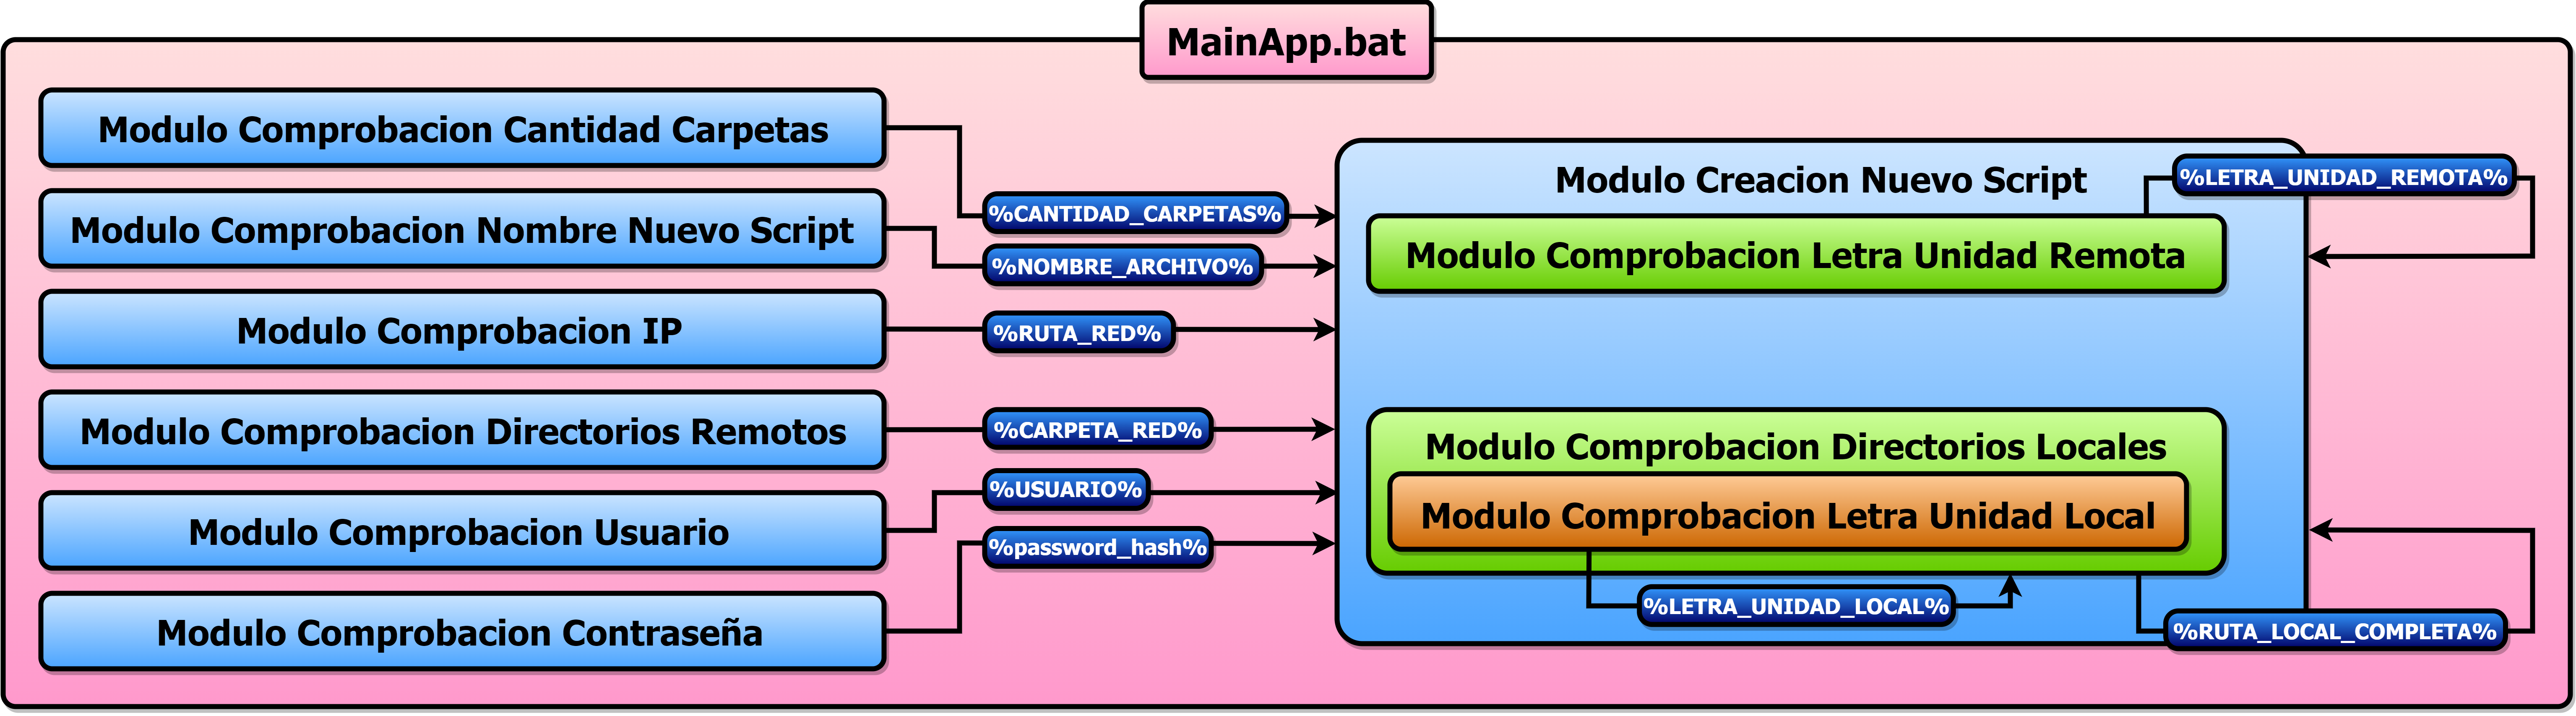 MainApp.bat
Modulo Comprobacion Cantidad Carpetas
Modulo Comprobacion Nombre Nuevo Script
Modulo Comprobacion IP
Modulo Comprobacion Directorios Remotos
Modulo Comprobacion Usuario
Modulo Comprobacion Contraseña
%CANTIDAD_CARPETAS%
%NOMBRE_ARCHIVO%
%RUTA_RED%
%CARPETA_RED%
%USUARIO%
%password_hash%
Modulo Creacion Nuevo Script
%LETRA_UNIDAD_REMOTA%
Modulo Comprobacion Letra Unidad Remota
Modulo Comprobacion Directorios Locales
Modulo Comprobacion Letra Unidad Local
%LETRA_UNIDAD_LOCAL%
%RUTA_LOCAL_COMPLETA%